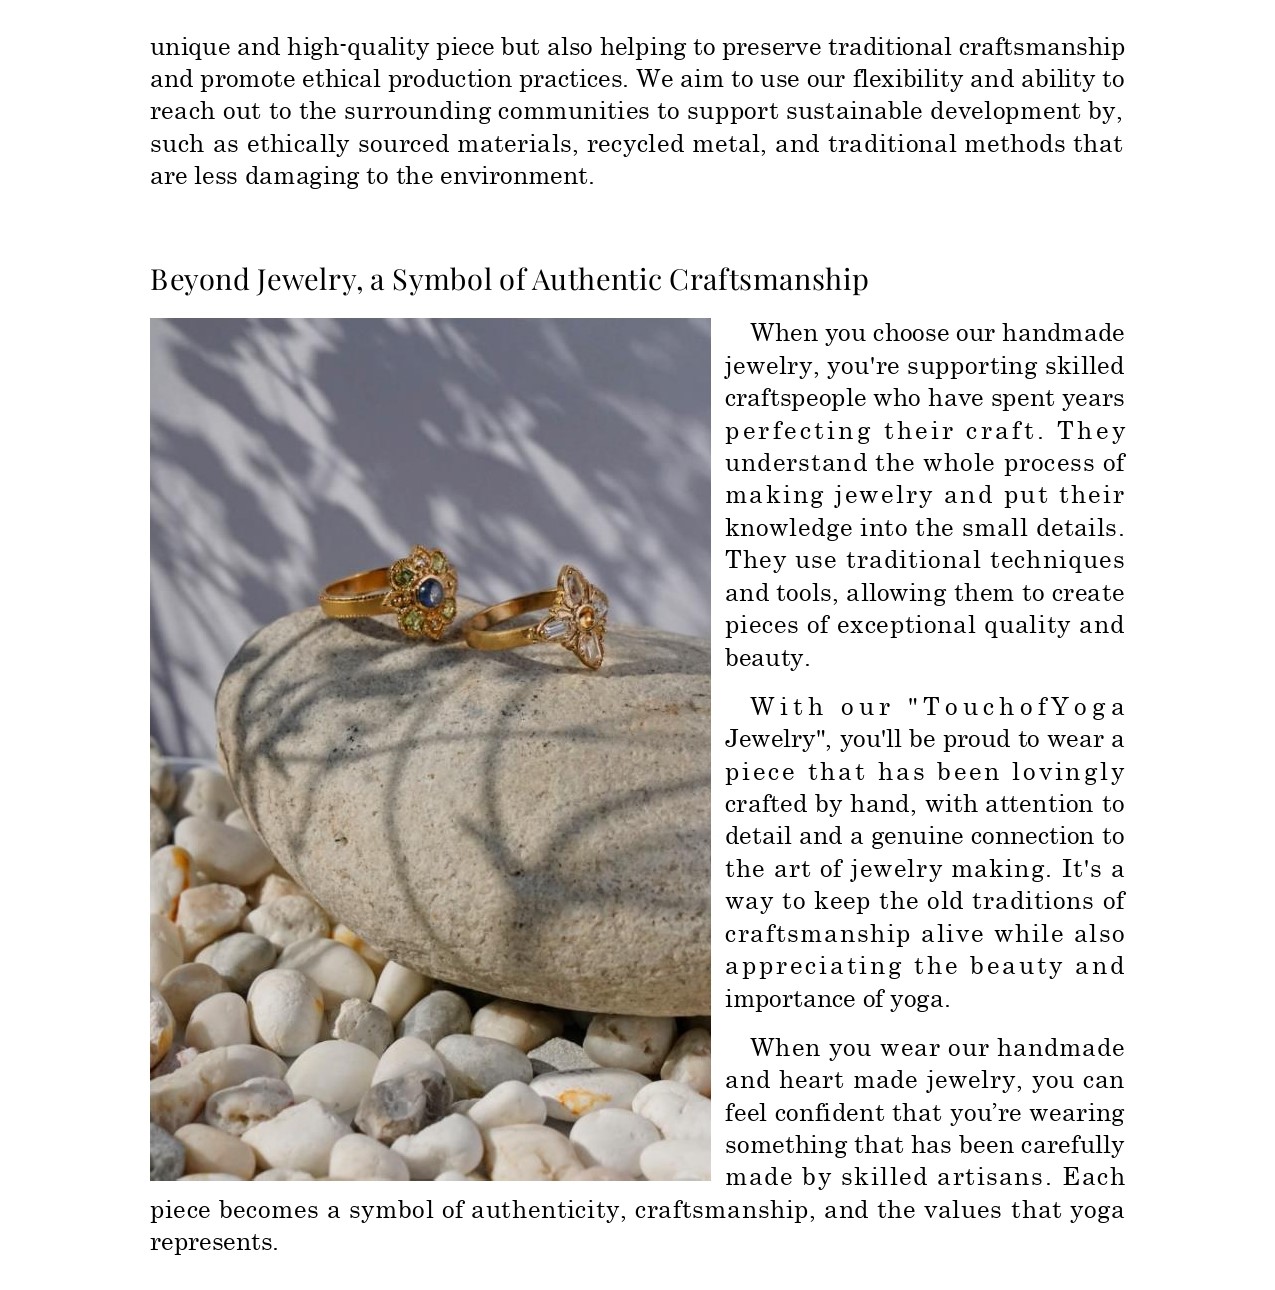 unique and high-quality piece but also helping to preserve traditional craftsmanship
and promote ethical production practices. We aim to use our flexibility and ability to
reach out to the surrounding communities to support sustainable development by,
such as ethically sourced materials, recycled metal, and traditional methods that
are less damaging to the environment.
Beyond Jewelry, a Symbol of Authentic Craftsmanship
When you choose our handmade
jewelry, you're supporting skilled
craftspeople who have spent years
perfecting their craft. They
understand the whole process of
making jewelry and put their
knowledge into the small details.
They use traditional techniques
and tools, allowing them to create
pieces of exceptional quality and
beauty.
With our "TouchofYoga
Jewelry", you'll be proud to wear a
piece that has been lovingly
crafted by hand, with attention to
detail and a genuine connection to
the art of jewelry making. It's a
way to keep the old traditions of
craftsmanship alive while also
appreciating the beauty and
importance of yoga.
When you wear our handmade
and heart made jewelry, you can
feel confident that you’re wearing
something that has been carefully
made by skilled artisans. Each
piece becomes a symbol of authenticity, craftsmanship, and the values that yoga
represents.